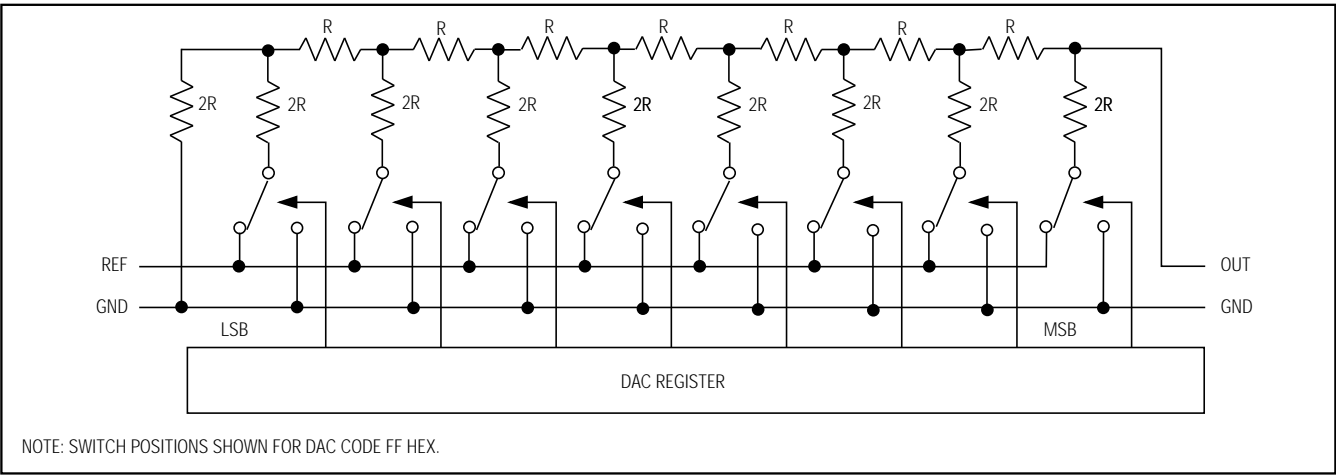 R R R R R R R
2R 2R 2R 2R 2R 2R 2R 2R 2R
REF OUT
GND GND
LSB MSB
DAC REGISTER
NOTE: SWITCH POSITIONS SHOWN FOR DAC CODE FF HEX.